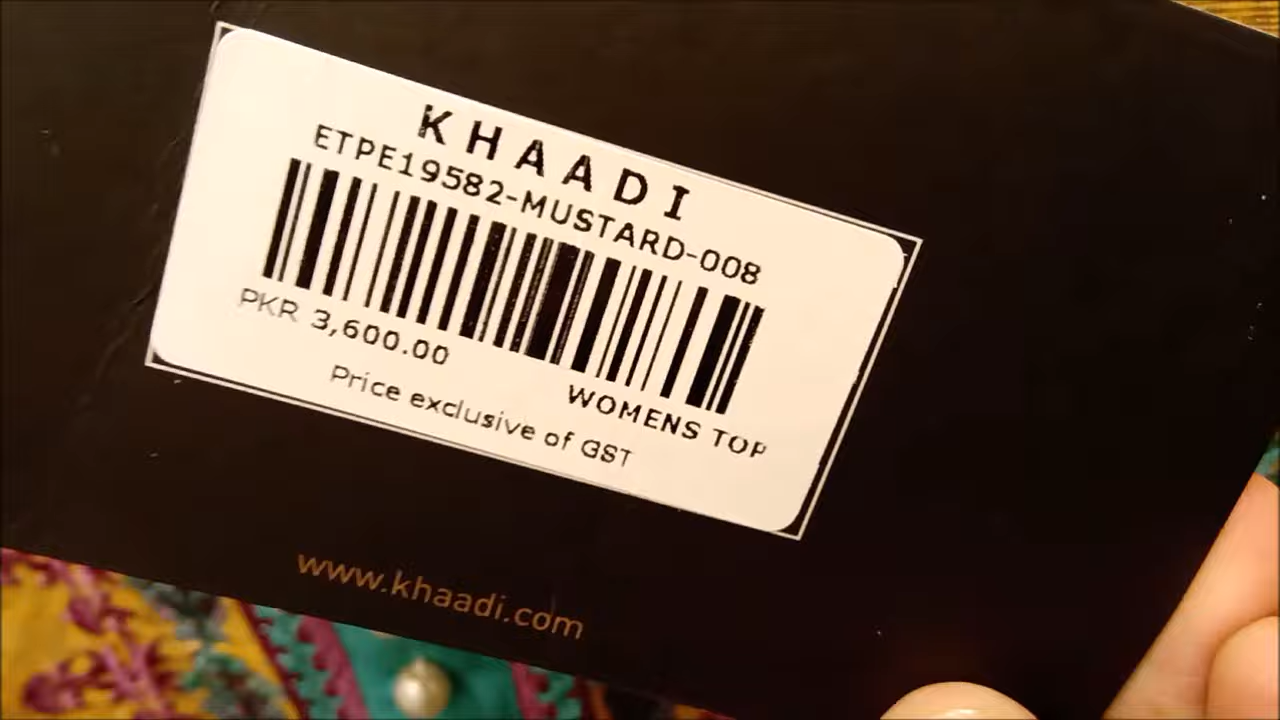 KHAADI
ETPE19582-MUSTARD-008
PKR 3,600.00
WOMENS TOP
Price exclusive of GST
www.khaadi.com